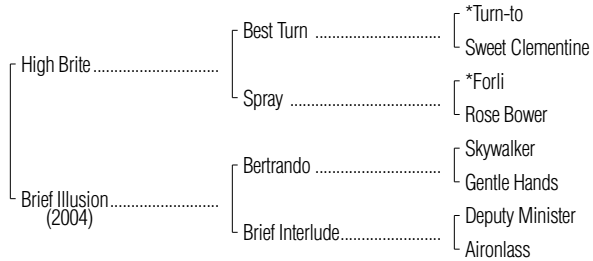 *Turn-to
Best Turn ................................
Sweet Clementine
High Brite................................
*Forli
Spray ......................................
Rose Bower
Skywalker
Bertrando ................................
Gentle Hands
Brief Illusion............................
(2004)
Deputy Minister
Brief Interlude.........................
Aironlass